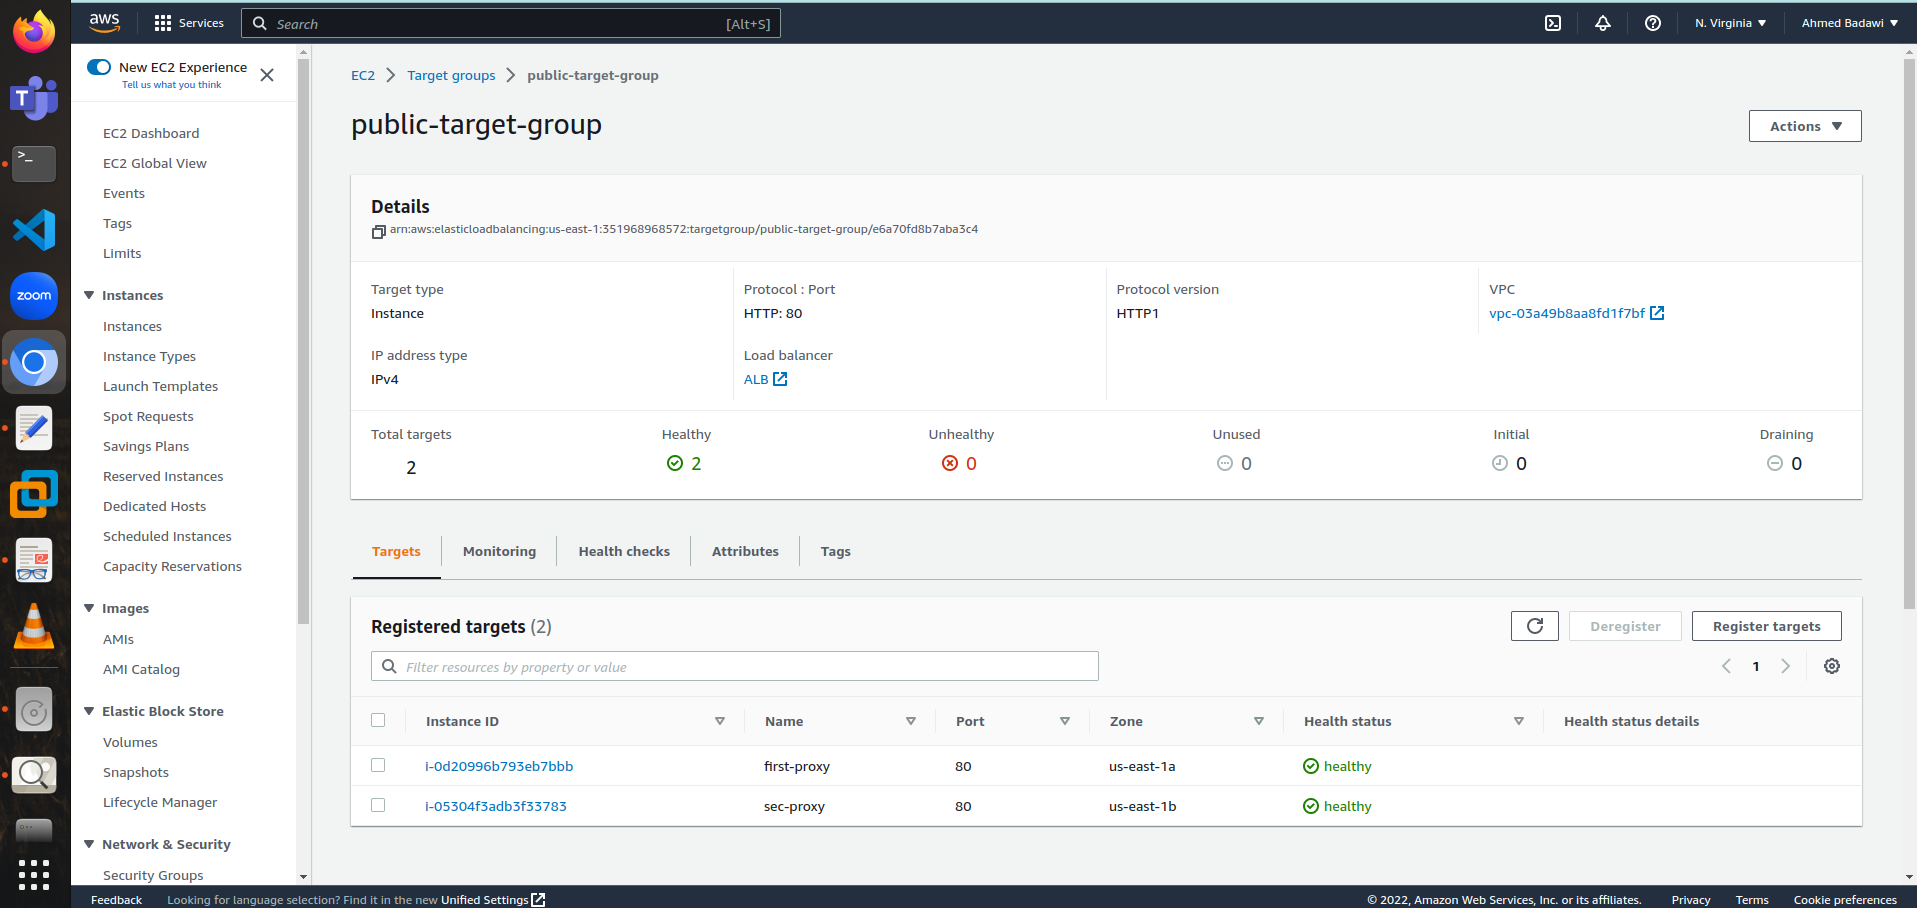 aws
Services
Search
[Alt+S]
N. Virginia
Ahmed Badawi
New EC2 Experience
Tell us what you think
EC2 Dashboard
EC2 Global View
Events
Tags
Limits
Instances
Instances
Instance Types
Launch Templates
Spot Requests
Savings Plans
Reserved Instances
Dedicated Hosts
Scheduled Instances
Capacity Reservations
Images
AMIs
AMI Catalog
Elastic Block Store
Volumes
Snapshots
Lifecycle Manager
Network & Security
Security Groups
T
zoom
EC2 > Target groups > public-target-group
public-target-group
Actions
Details
arn:aws:elasticloadbalancing:us-east-1:351968968572:targetgroup/public-target-group/e6a70fd8b7aba3c4
Target type
Instance
Protocol : Port
HTTP: 80
Protocol version
HTTP1
VPC
vpc-03a49b8aa8fd1f7bf
IP address type
IPv4
Load balancer
ALB
Total targets
2
Healthy
2
Unhealthy
0
Unused
0
Initial
0
Draining
0
Targets Monitoring Health checks Attributes Tags
Registered targets (2)
Deregister
Register targets
Filter resources by property or value
1
Instance ID Name Port Zone Health status Health status details
i-0d20996b793eb7bbb first-proxy 80 us-east-1a healthy
i-05304f3adb3f33783 sec-proxy 80 us-east-1b healthy
Feedback Looking for language selection? Find it in the new Unified Settings
© 2022, Amazon Web Services, Inc. or its affiliates. Privacy Terms Cookie preferences